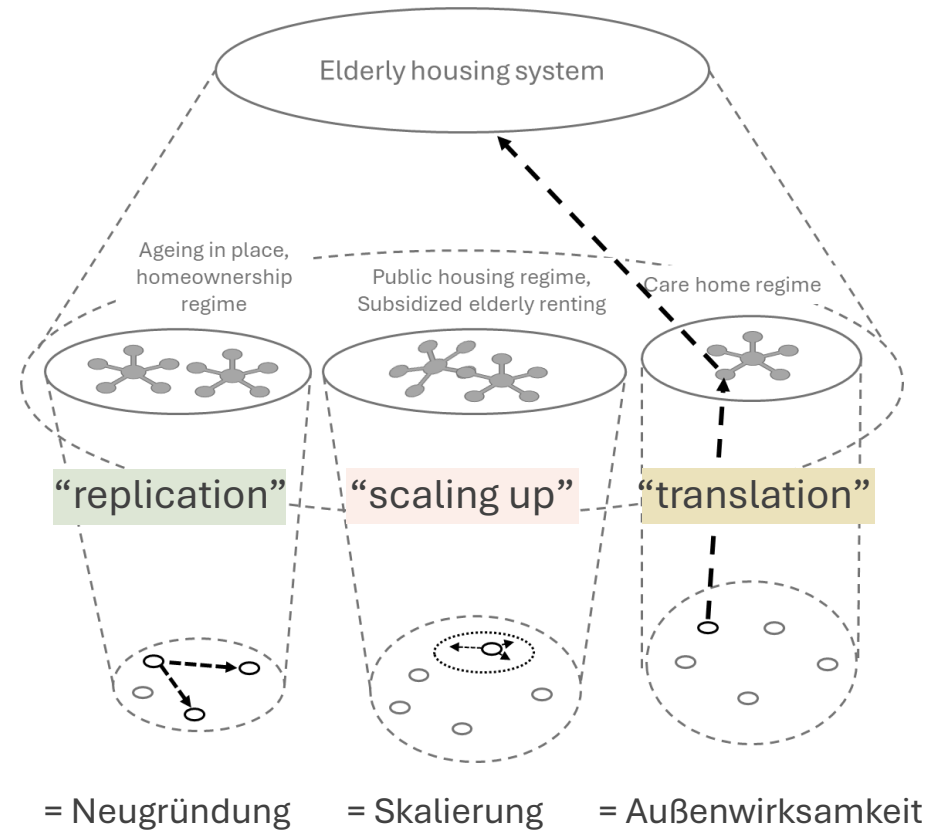 Elderly housing system
Ageing in place,
homeownership
regime
Public housing regime,
Subsidized elderly renting
Care home regime
“replication”
“scaling up”
“translation”
= Neugründung
= Skalierung
= Außenwirksamkeit